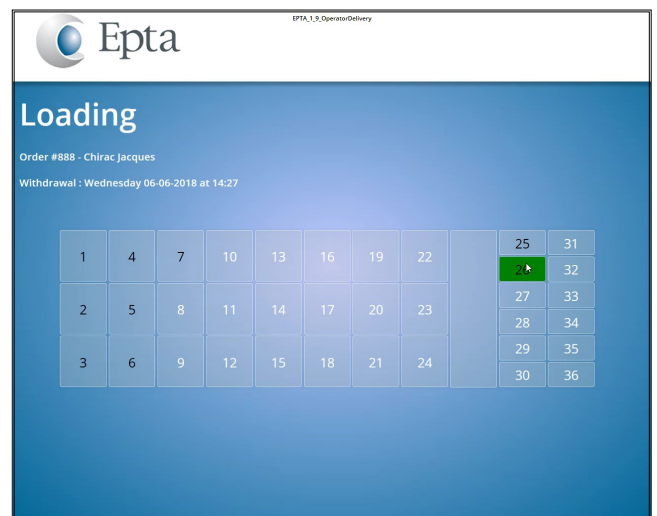 EPTA_1_9_OperatorDelivery
Epta
Loading
Order #888 - Chirac Jacques
Withdrawal : Wednesday 06-06-2018 at 14:27
1 4 7 10 13 16 19 22
2 5 8 11 14 17 20 23
3 6 9 12 15 18 21 24
25 31
26 32
27 33
28 34
29 35
30 36